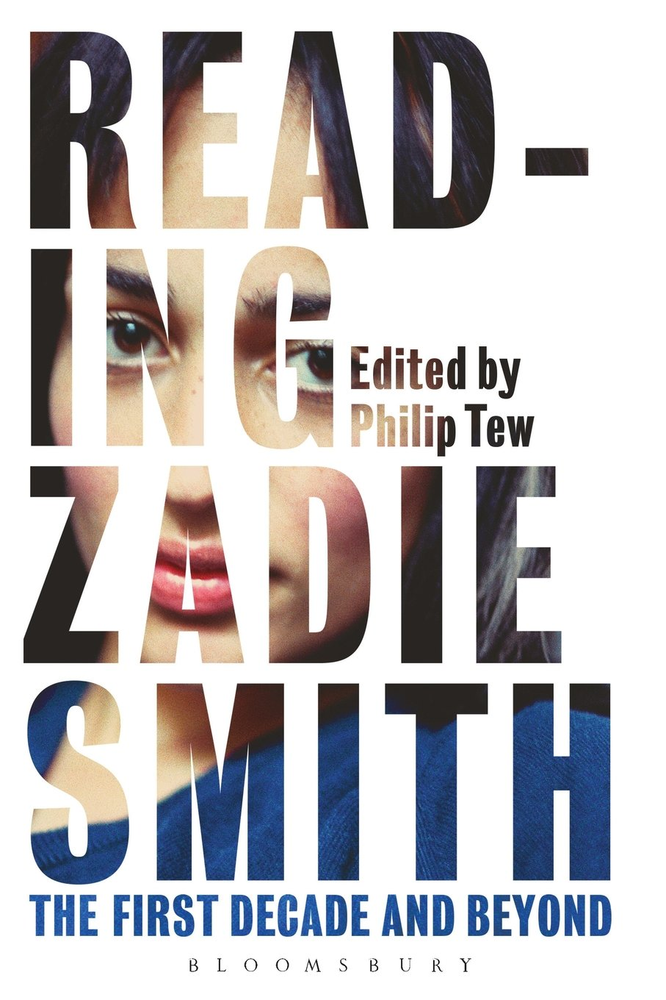 READ-
ING
Edited by
Philip Tew
ZADIE
SMITH
THE FIRST DECADE AND BEYOND
BLOOMSBURY